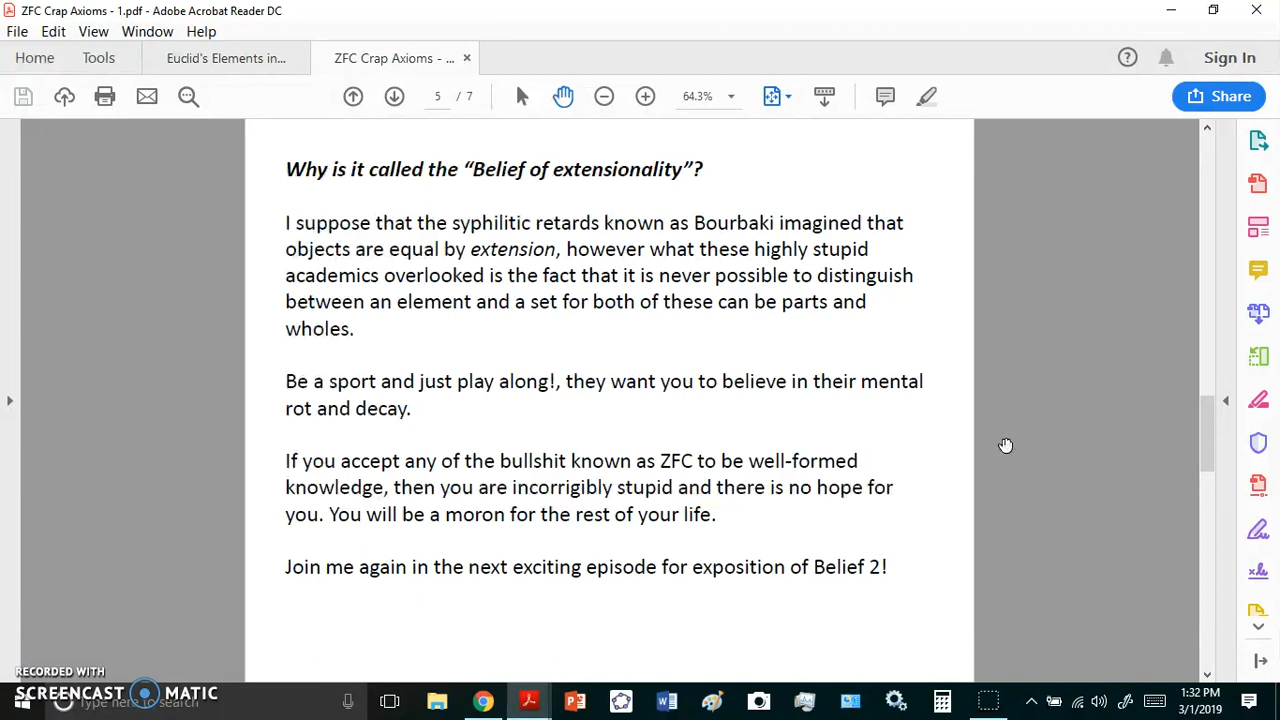 ZFC Crap Axioms - 1.pdf - Adobe Acrobat Reader DC
File Edit View Window Help
Home Tools Euclid's Elements in... ZFC Crap Axioms - ... × Sign In
5 / 7 64.3% Share
Why is it called the “Belief of extensionality”?
I suppose that the syphilitic retards known as Bourbaki imagined that
objects are equal by extension, however what these highly stupid
academics overlooked is the fact that it is never possible to distinguish
between an element and a set for both of these can be parts and
wholes.
Be a sport and just play along!, they want you to believe in their mental
rot and decay.
If you accept any of the bullshit known as ZFC to be well-formed
knowledge, then you are incorrigibly stupid and there is no hope for
you. You will be a moron for the rest of your life.
Join me again in the next exciting episode for exposition of Belief 2!
RECORDED WITH
SCREENCAST MATIC
Type here to search
1:32 PM
3/1/2019